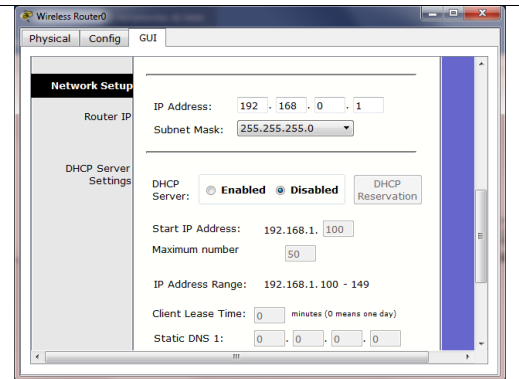 Wireless Router0
Physical Config GUI
Network Setup
Router IP
IP Address: 192 . 168 . 0 . 1
Subnet Mask: 255.255.255.0
DHCP Server Settings
DHCP Server: Enabled Disabled DHCP Reservation
Start IP Address: 192.168.1. 100
Maximum number 50
IP Address Range: 192.168.1.100 - 149
Client Lease Time: 0 minutes (0 means one day)
Static DNS 1: 0 . 0 . 0 . 0